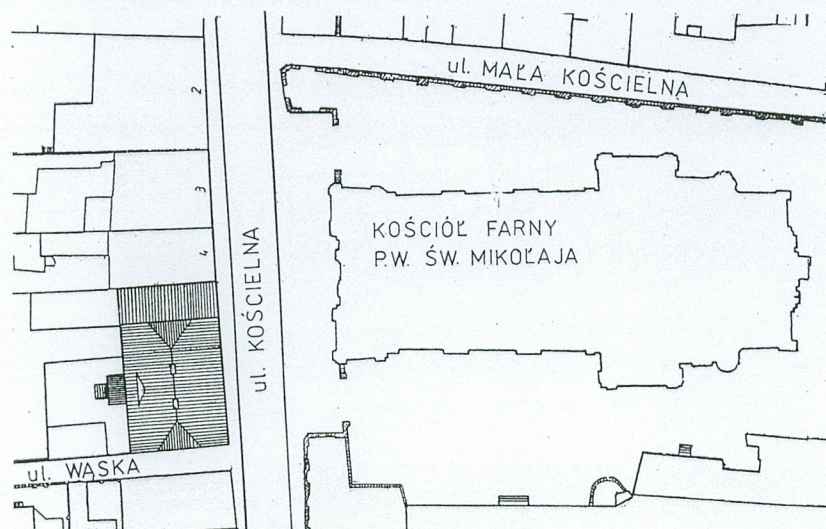 ul. MAŁA KOŚCIELNA
2
3
4
KOŚCIÓŁ FARNY
P.W. ŚW. MIKOŁAJA
ul. KOŚCIELNA
ul. WĄSKA